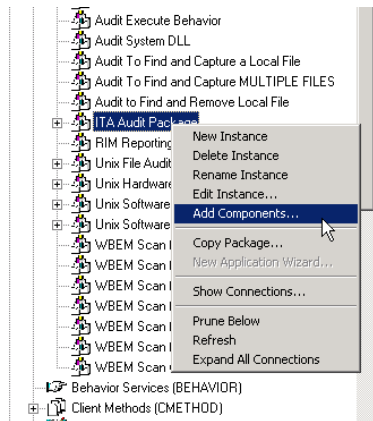 Audit Execute Behavior
Audit System DLL
Audit To Find and Capture a Local File
Audit To Find and Capture MULTIPLE FILES
Audit to Find and Remove Local File
ITA Audit Package
RIM Reporting
Unix File Audit
Unix Hardware
Unix Software
Unix Software
WBEM Scan
WBEM Scan
WBEM Scan
WBEM Scan
WBEM Scan
WBEM Scan
WBEM Scan
New Instance
Delete Instance
Rename Instance
Edit Instance...
Add Components...
Copy Package...
New Application Wizard...
Show Connections...
Prune Below
Refresh
Expand All Connections
Behavior Services (BEHAVIOR)
Client Methods (CMETHOD)